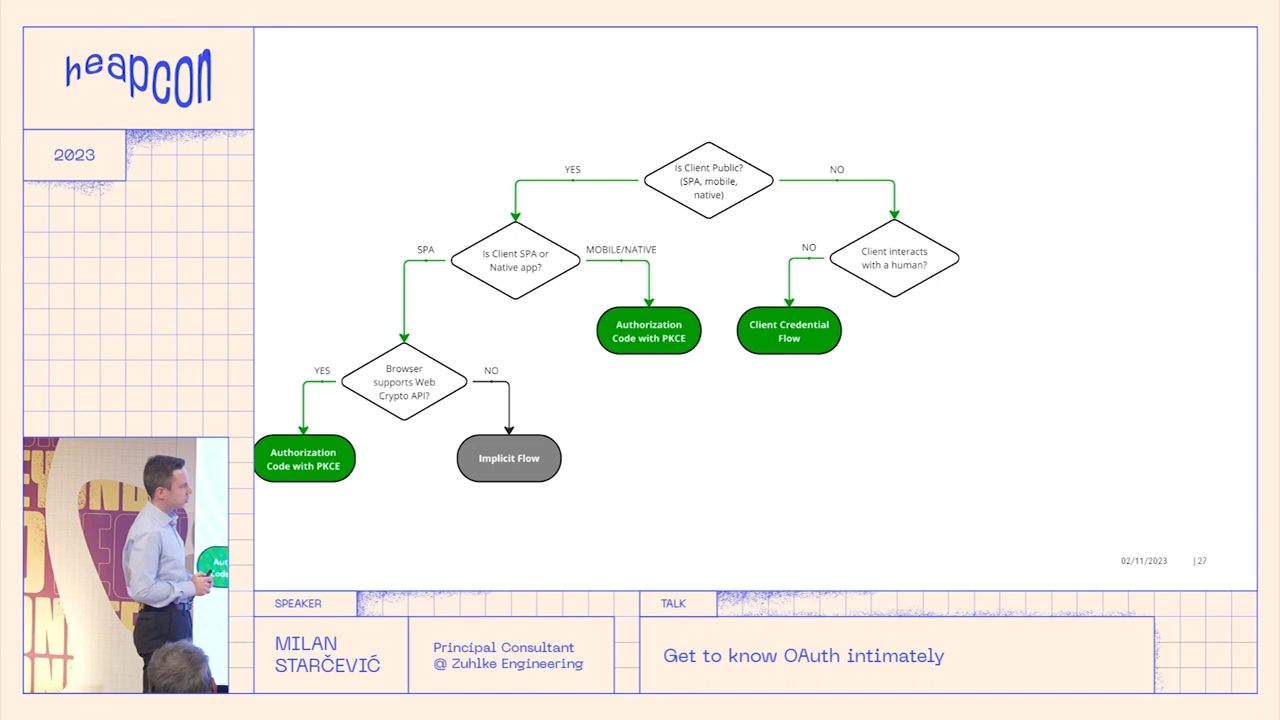 heapcon
2023
Is Client Public?
(SPA, mobile,
native)
YES
NO
Is Client SPA or
Native app?
SPA
MOBILE/NATIVE
Client interacts
with a human?
NO
Authorization
Code with PKCE
Client Credential
Flow
Browser
supports Web
Crypto API?
YES
NO
Authorization
Code with PKCE
Implicit Flow
02/11/2023
| 27
SPEAKER
MILAN
STARČEVIĆ
Principal Consultant
@ Zuhlke Engineering
TALK
Get to know OAuth intimately